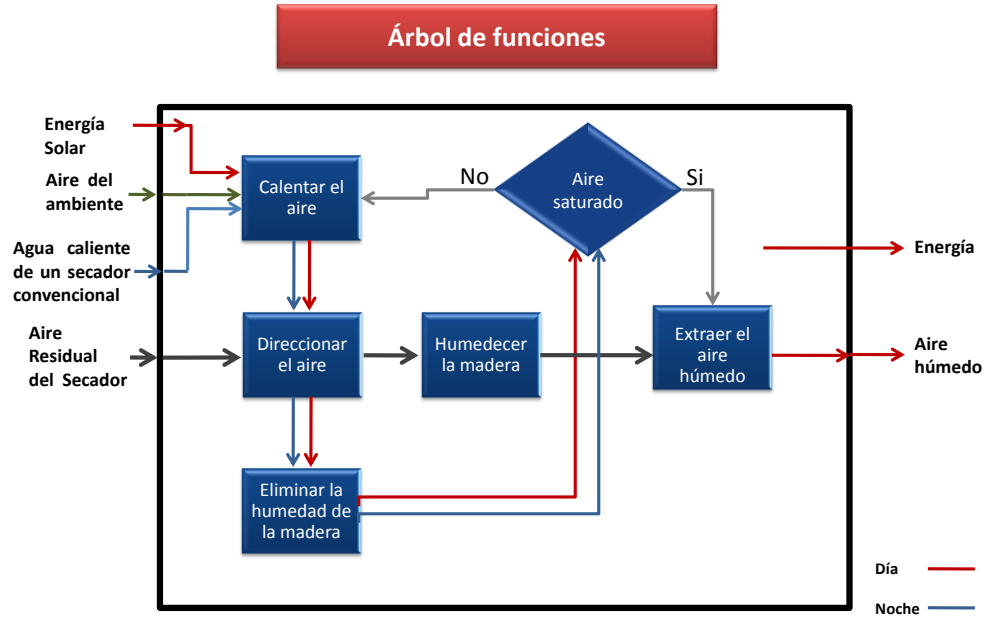 Árbol de funciones
Energía
Solar
Aire del
ambiente
Agua caliente
de un secador
convencional
Aire
Residual
del Secador
Calentar el
aire
No
Aire
saturado
Si
Direccionar
el aire
Humedecer
la madera
Extraer el
aire
húmedo
Eliminar la
humedad de
la madera
Energía
Aire
húmedo
Día
Noche